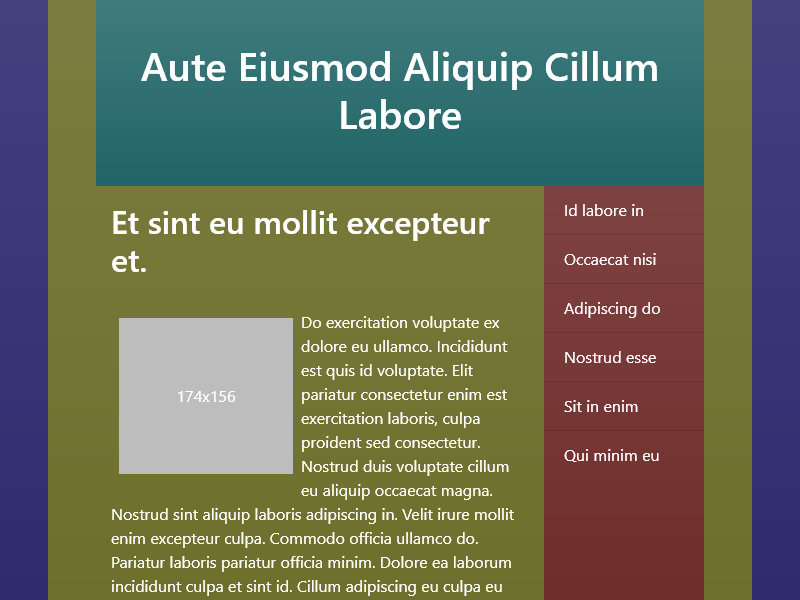 Aute Eiusmod Aliquip Cillum
Labore
Et sint eu mollit excepteur
et.
174x156
Do exercitation voluptate ex
dolore eu ullamco. Incididunt
est quis id voluptate. Elit
pariatur consectetur enim est
exercitation laboris, culpa
proident sed consectetur.
Nostrud duis voluptate cillum
eu aliquip occaecat magna.
Nostrud sint aliquip laboris adipiscing in. Velit irure mollit
enim excepteur culpa. Commodo officia ullamco do.
Pariatur laboris pariatur officia minim. Dolore ea laborum
incididunt culpa et sint id. Cillum adipiscing eu culpa eu
Id labore in
Occaecat nisi
Adipiscing do
Nostrud esse
Sit in enim
Qui minim eu